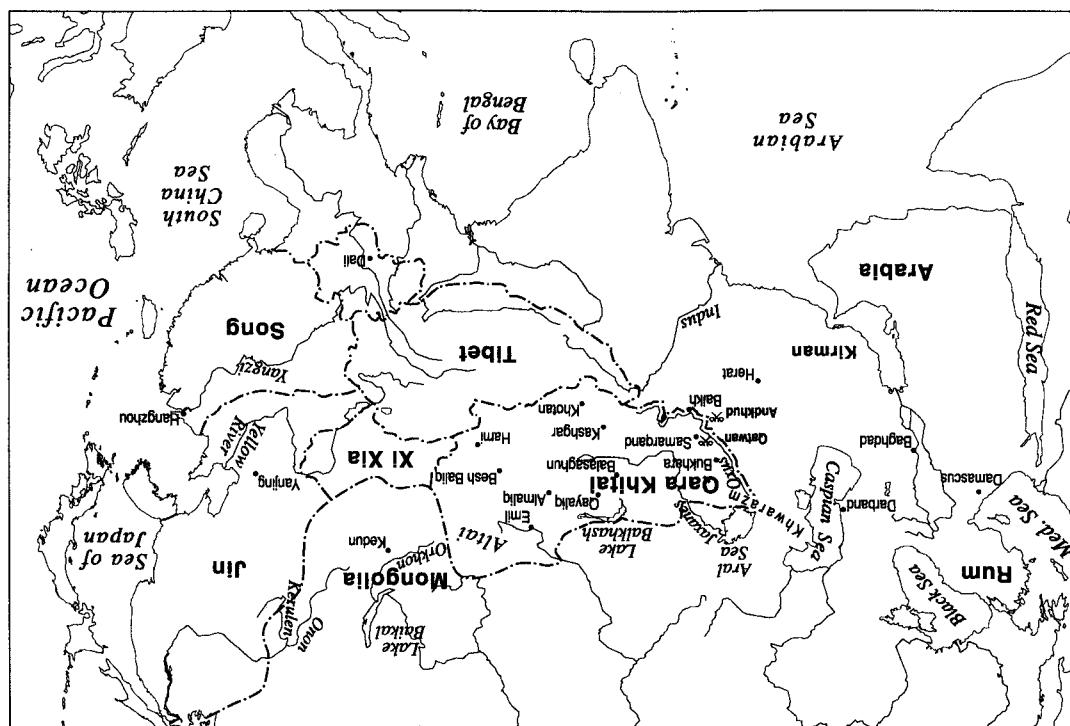 Black Sea
Rum
Med. Sea
Damascus
Darband
Baghdad
Caspian Sea
Aral
Sea
Jaxartes
Khwarazm
Oxus
Lake
Balkhash
Emil
Qayaliq
Almaliq
Qara Khitai
Balasaghun
Bukhara
Samarqand
Qatwan
Andkhud
Balkh
Herat
Kashgar
Khotan
Altai
Besh Baliq
Hami
Lake
Baikal
Mongolia
Orkhon
Kedun
Onon
Kerulen
Jin
Xi Xia
Yanjing
Yellow
River
Sea of
Japan
Hangzhou
Yangzi
Song
Tibet
Dali
Indus
Kirman
Arabia
Red Sea
Arabian
Sea
Bay of
Bengal
South
China
Sea
Pacific
Ocean